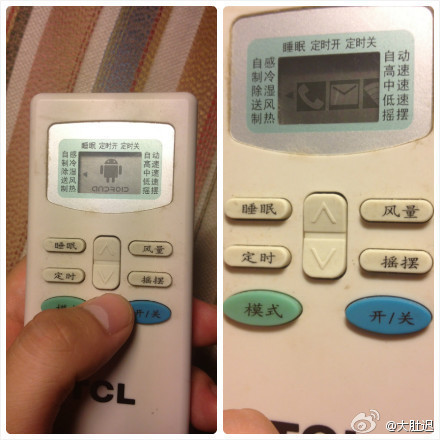 睡眠 定时开 定时关
自感
制冷
除湿
送风
制热
自动
高速
中速
低速
摇摆
ANDROID
睡眠
风量
定时
摇摆
开/关
TCL
睡眠 定时开 定时关
自感
制冷
除湿
送风
制热
自动
高速
中速
低速
摇摆
睡眠
风量
定时
摇摆
模式
开/关
TCL
@大肚迅